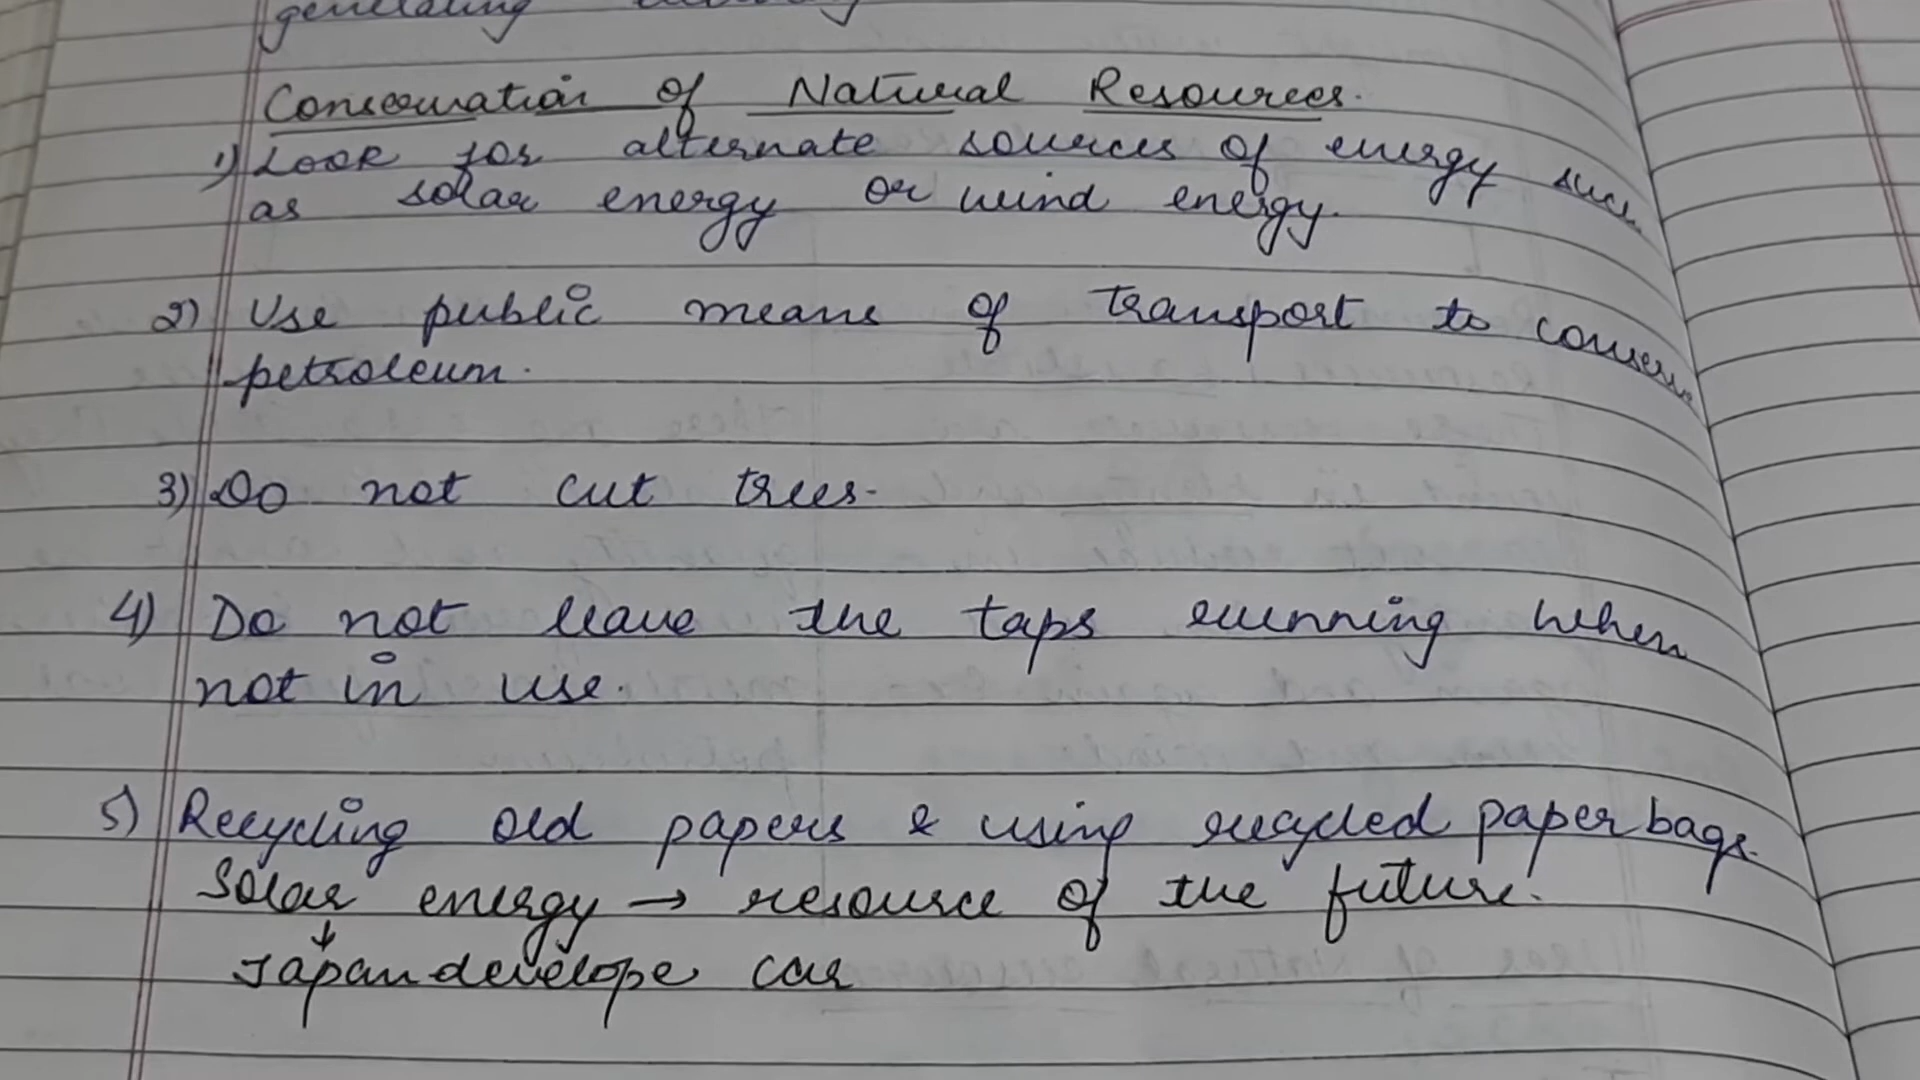 generating
Conservation of Natural Resources.
1) Look for alternate sources of energy such
as solar energy or wind energy.
2) Use public means of transport to conserve
petroleum.
3) Do not cut trees.
4) Do not leave the taps running when
not in use.
5) Recycling old papers & using recycled paper bags.
Solar energy → resource of the future.
↓
Japan develope car